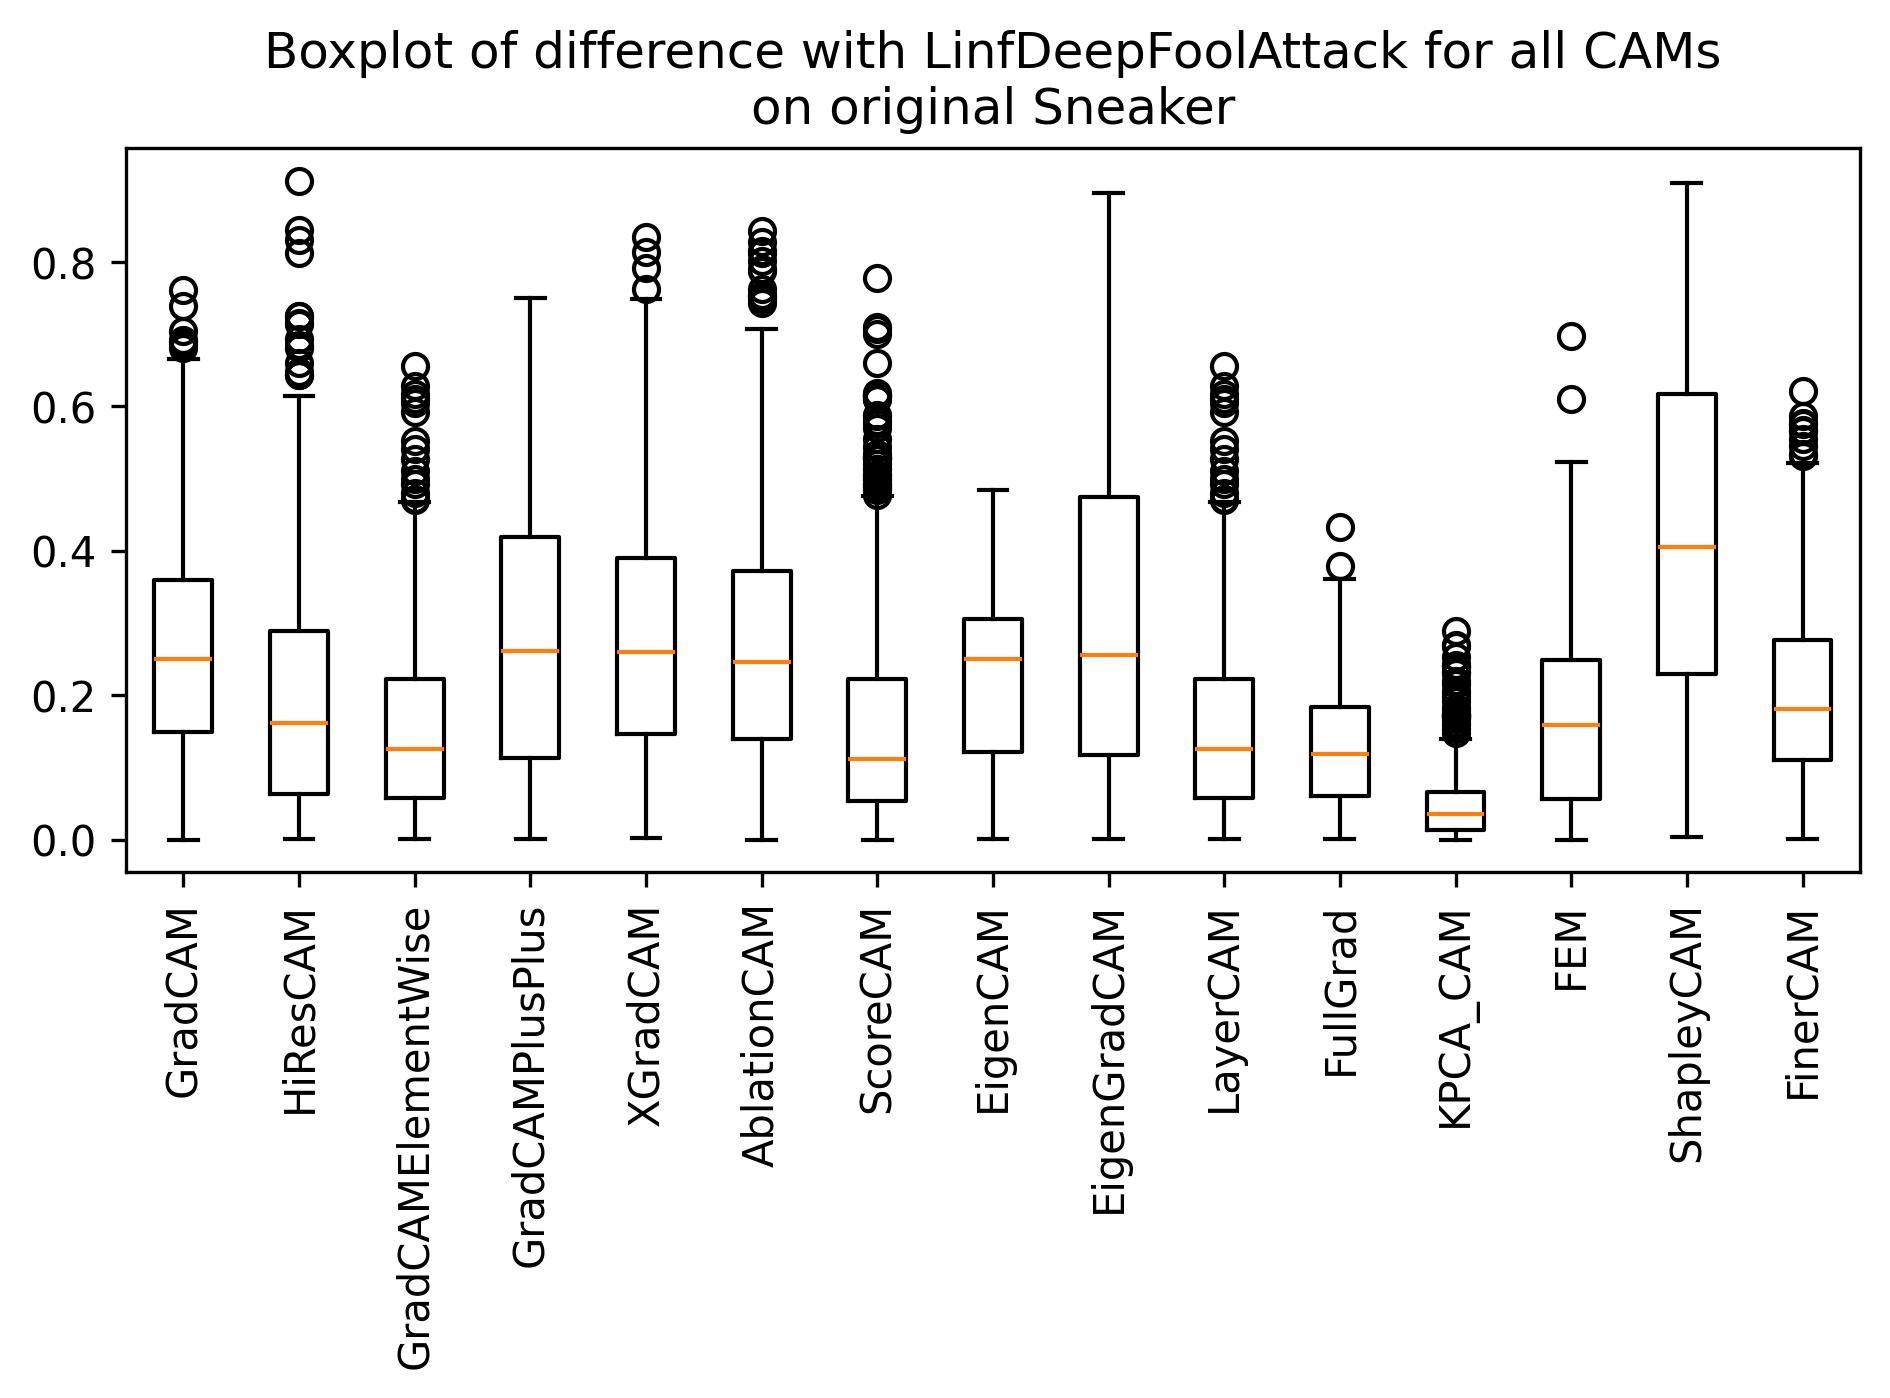 Boxplot of difference with LinfDeepFoolAttack for all CAMs
on original Sneaker
0.8
0.6
0.4
0.2
0.0
GradCAM
HiResCAM
GradCAMElementWise
GradCAMPlusPlus
XGradCAM
AblationCAM
ScoreCAM
EigenCAM
EigenGradCAM
LayerCAM
FullGrad
KPCA_CAM
FEM
ShapleyCAM
FinerCAM